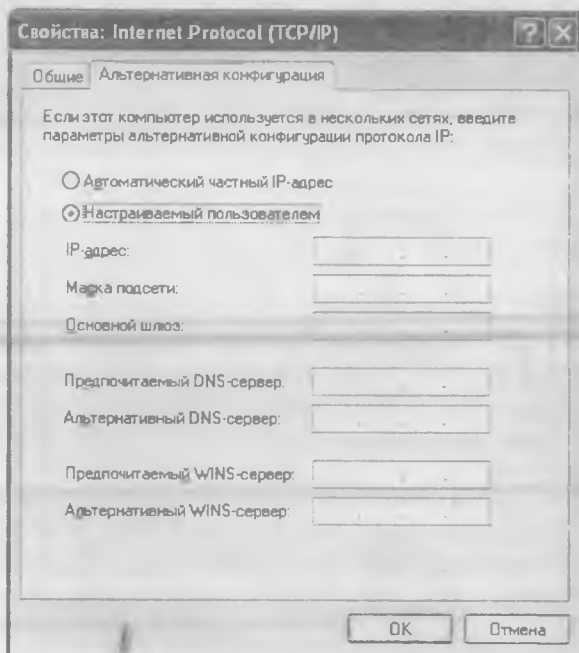 Свойства: Internet Protocol (TCP/IP)
Общие Альтернативная конфигурация
Если этот компьютер используется в нескольких сетях, введите
параметры альтернативной конфигурации протокола IP:
Автоматический частный IP-адрес
Настраиваемый пользователем
IP-адрес:
Маска подсети:
Основной шлюз:
Предпочитаемый DNS-сервер:
Альтернативный DNS-сервер:
Предпочитаемый WINS-сервер:
Альтернативный WINS-сервер:
OK Отмена